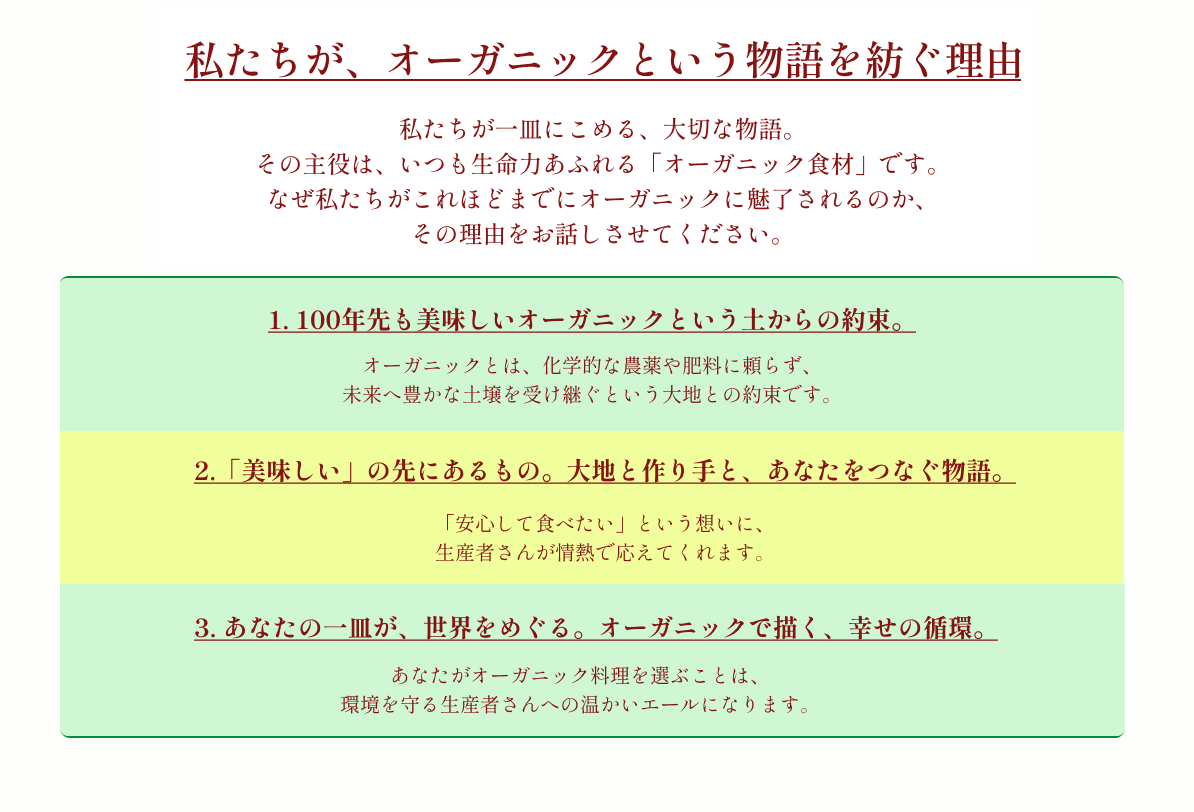 私たちが、オーガニックという物語を紡ぐ理由
私たちが一皿にこめる、大切な物語。
その主役は、いつも生命力あふれる「オーガニック食材」です。
なぜ私たちがこれほどまでにオーガニックに魅了されるのか、
その理由をお話しさせてください。
1. 100年先も美味しいオーガニックという土からの約束。
オーガニックとは、化学的な農薬や肥料に頼らず、
未来へ豊かな土壌を受け継ぐという大地との約束です。
2.「美味しい」の先にあるもの。大地と作り手と、あなたをつなぐ物語。
「安心して食べたい」という想いに、
生産者さんが情熱で応えてくれます。
3. あなたの一皿が、世界をめぐる。オーガニックで描く、幸せの循環。
あなたがオーガニック料理を選ぶことは、
環境を守る生産者さんへの温かいエールになります。